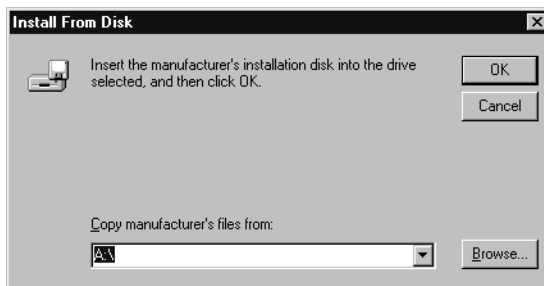 Install From Disk
Insert the manufacturer's installation disk into the drive
selected, and then click OK.
OK
Cancel
Copy manufacturer's files from:
A:\
Browse...